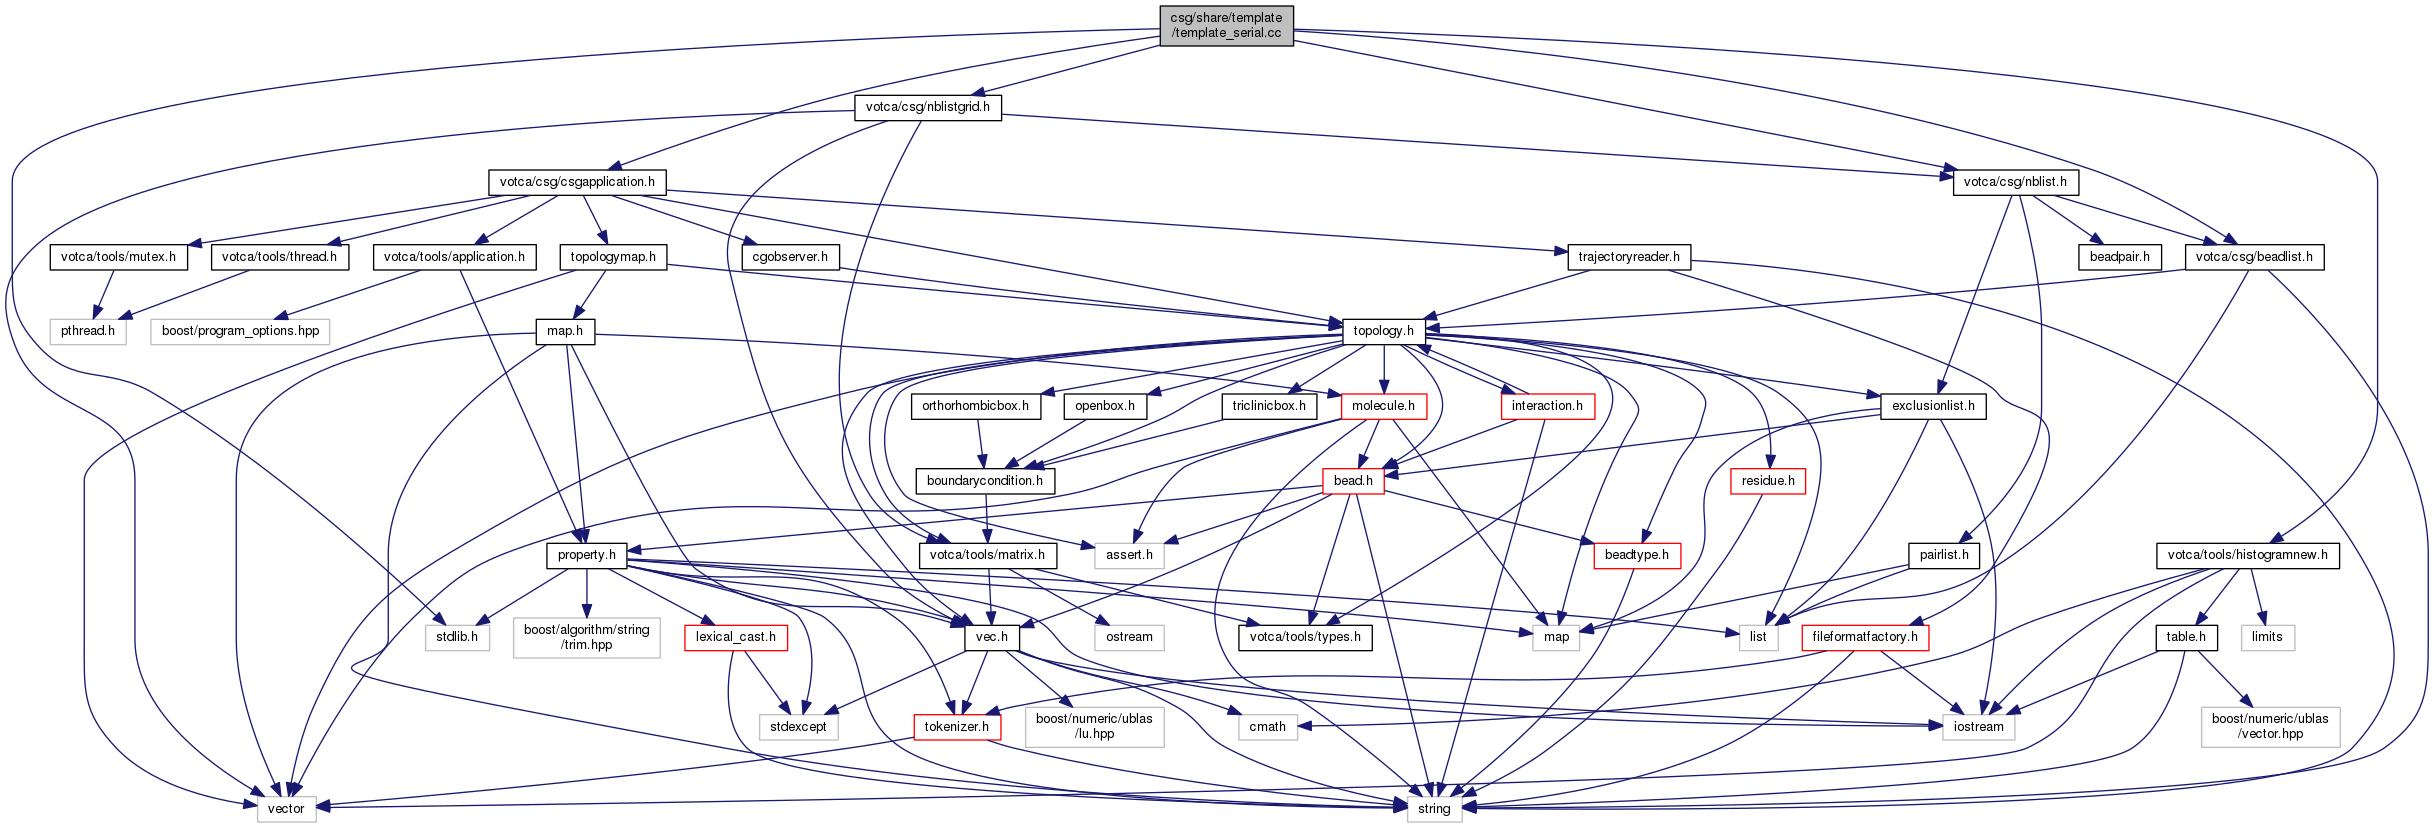 csg/share/template
/template_serial.cc
votca/csg/nblistgrid.h
votca/csg/csgapplication.h
votca/csg/nblist.h
votca/tools/mutex.h
votca/tools/thread.h
votca/tools/application.h
topologymap.h
cgobserver.h
trajectoryreader.h
beadpair.h
votca/csg/beadlist.h
pthread.h
boost/program_options.hpp
map.h
topology.h
orthorhombicbox.h
openbox.h
triclinicbox.h
molecule.h
interaction.h
exclusionlist.h
boundarycondition.h
bead.h
residue.h
property.h
votca/tools/matrix.h
assert.h
beadtype.h
pairlist.h
votca/tools/histogramnew.h
stdlib.h
boost/algorithm/string
/trim.hpp
lexical_cast.h
vec.h
ostream
votca/tools/types.h
map
list
fileformatfactory.h
table.h
limits
stdexcept
tokenizer.h
boost/numeric/ublas
/lu.hpp
cmath
iostream
boost/numeric/ublas
/vector.hpp
vector
string